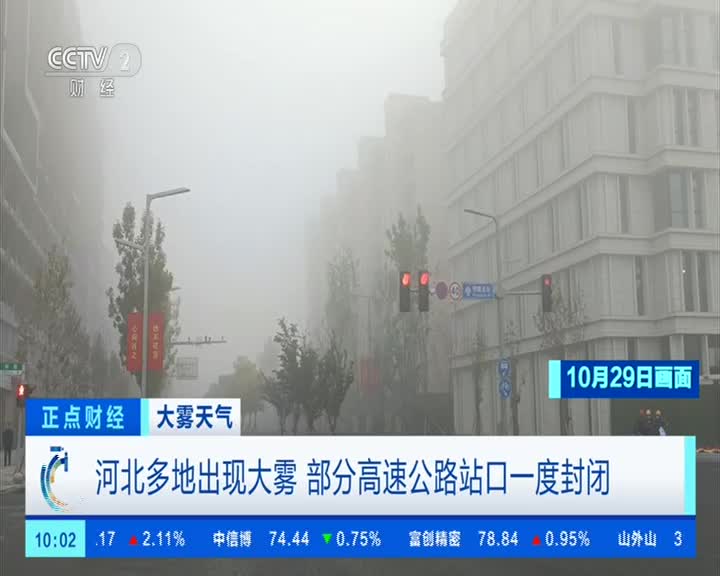 CCTV 2
财经
10月29日画面
正点财经
大雾天气
河北多地出现大雾 部分高速公路站口一度封闭
10:02 .17 ▲ 2.11% 中信博 74.44 ▼ 0.75% 富创精密 78.84 ▲ 0.95% 山外山 3